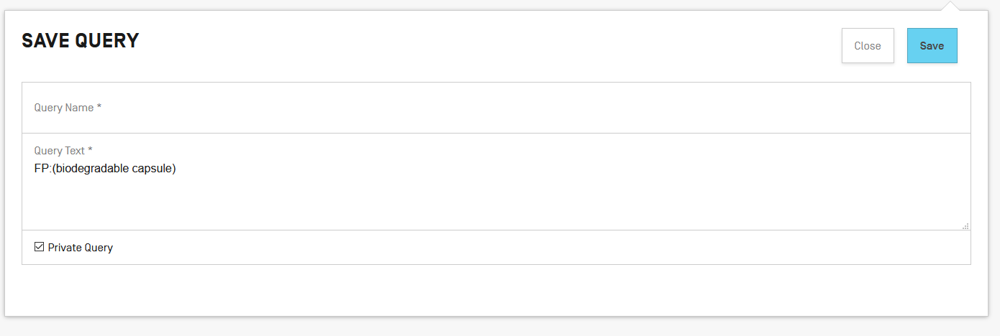 SAVE QUERY
Close
Save
Query Name *
Query Text *
FP:(biodegradable capsule)
Private Query